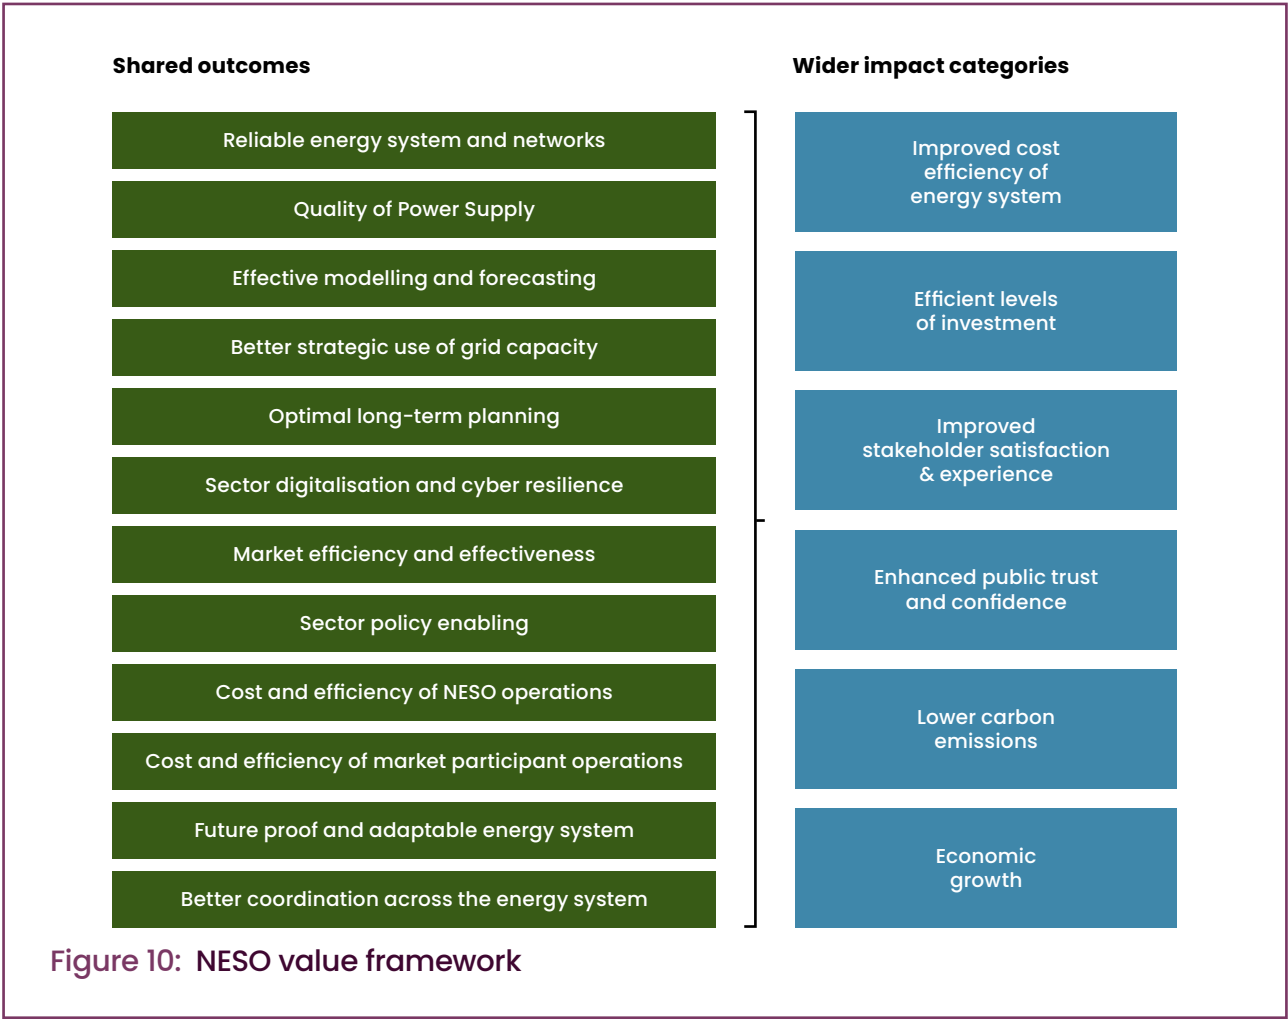 Shared outcomes
Reliable energy system and networks
Quality of Power Supply
Effective modelling and forecasting
Better strategic use of grid capacity
Optimal long-term planning
Sector digitalisation and cyber resilience
Market efficiency and effectiveness
Sector policy enabling
Cost and efficiency of NESO operations
Cost and efficiency of market participant operations
Future proof and adaptable energy system
Better coordination across the energy system
Wider impact categories
Improved cost
efficiency of
energy system
Efficient levels
of investment
Improved
stakeholder satisfaction
& experience
Enhanced public trust
and confidence
Lower carbon
emissions
Economic
growth
Figure 10: NESO value framework